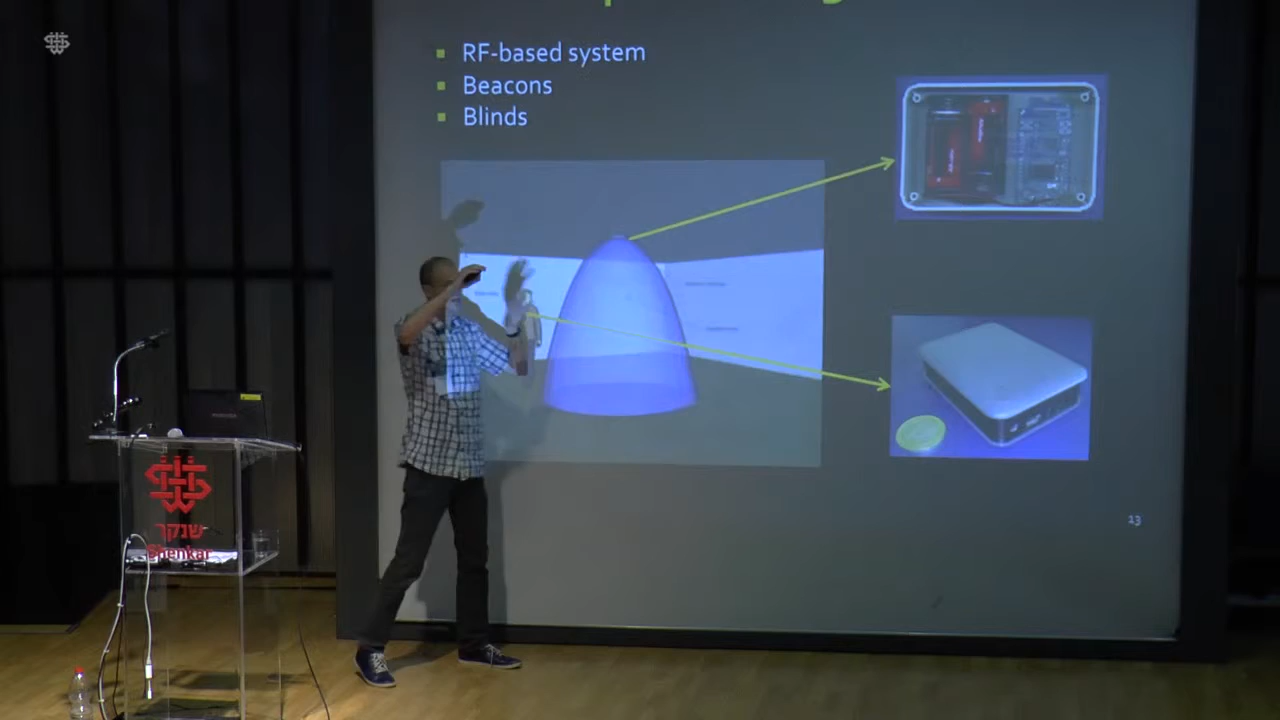 RF-based system
Beacons
Blinds
13
שנקר
Shenkar